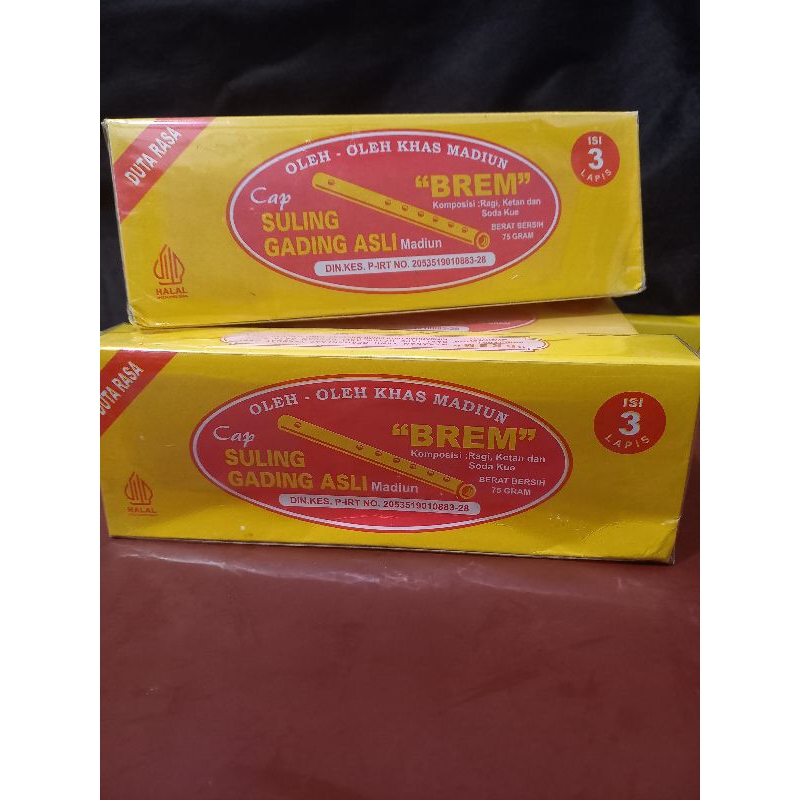 DUTA RASA
OLEH - OLEH KHAS MADIUN
ISI
3
LAPIS
Cap
"BREM"
SULING
GADING ASLI Madiun
Komposisi :Ragi, Ketan dan
Soda Kue
BERAT BERSIH
75 GRAM
DIN.KES. P-IRT NO. 2053519010883-28
HALAL
INDONESIA
DUTA RASA
OLEH - OLEH KHAS MADIUN
ISI
3
LAPIS
Cap
"BREM"
SULING
GADING ASLI Madiun
Komposisi :Ragi, Ketan dan
Soda Kue
BERAT BERSIH
75 GRAM
DIN.KES. P-IRT NO. 2053519010883-28
HALAL